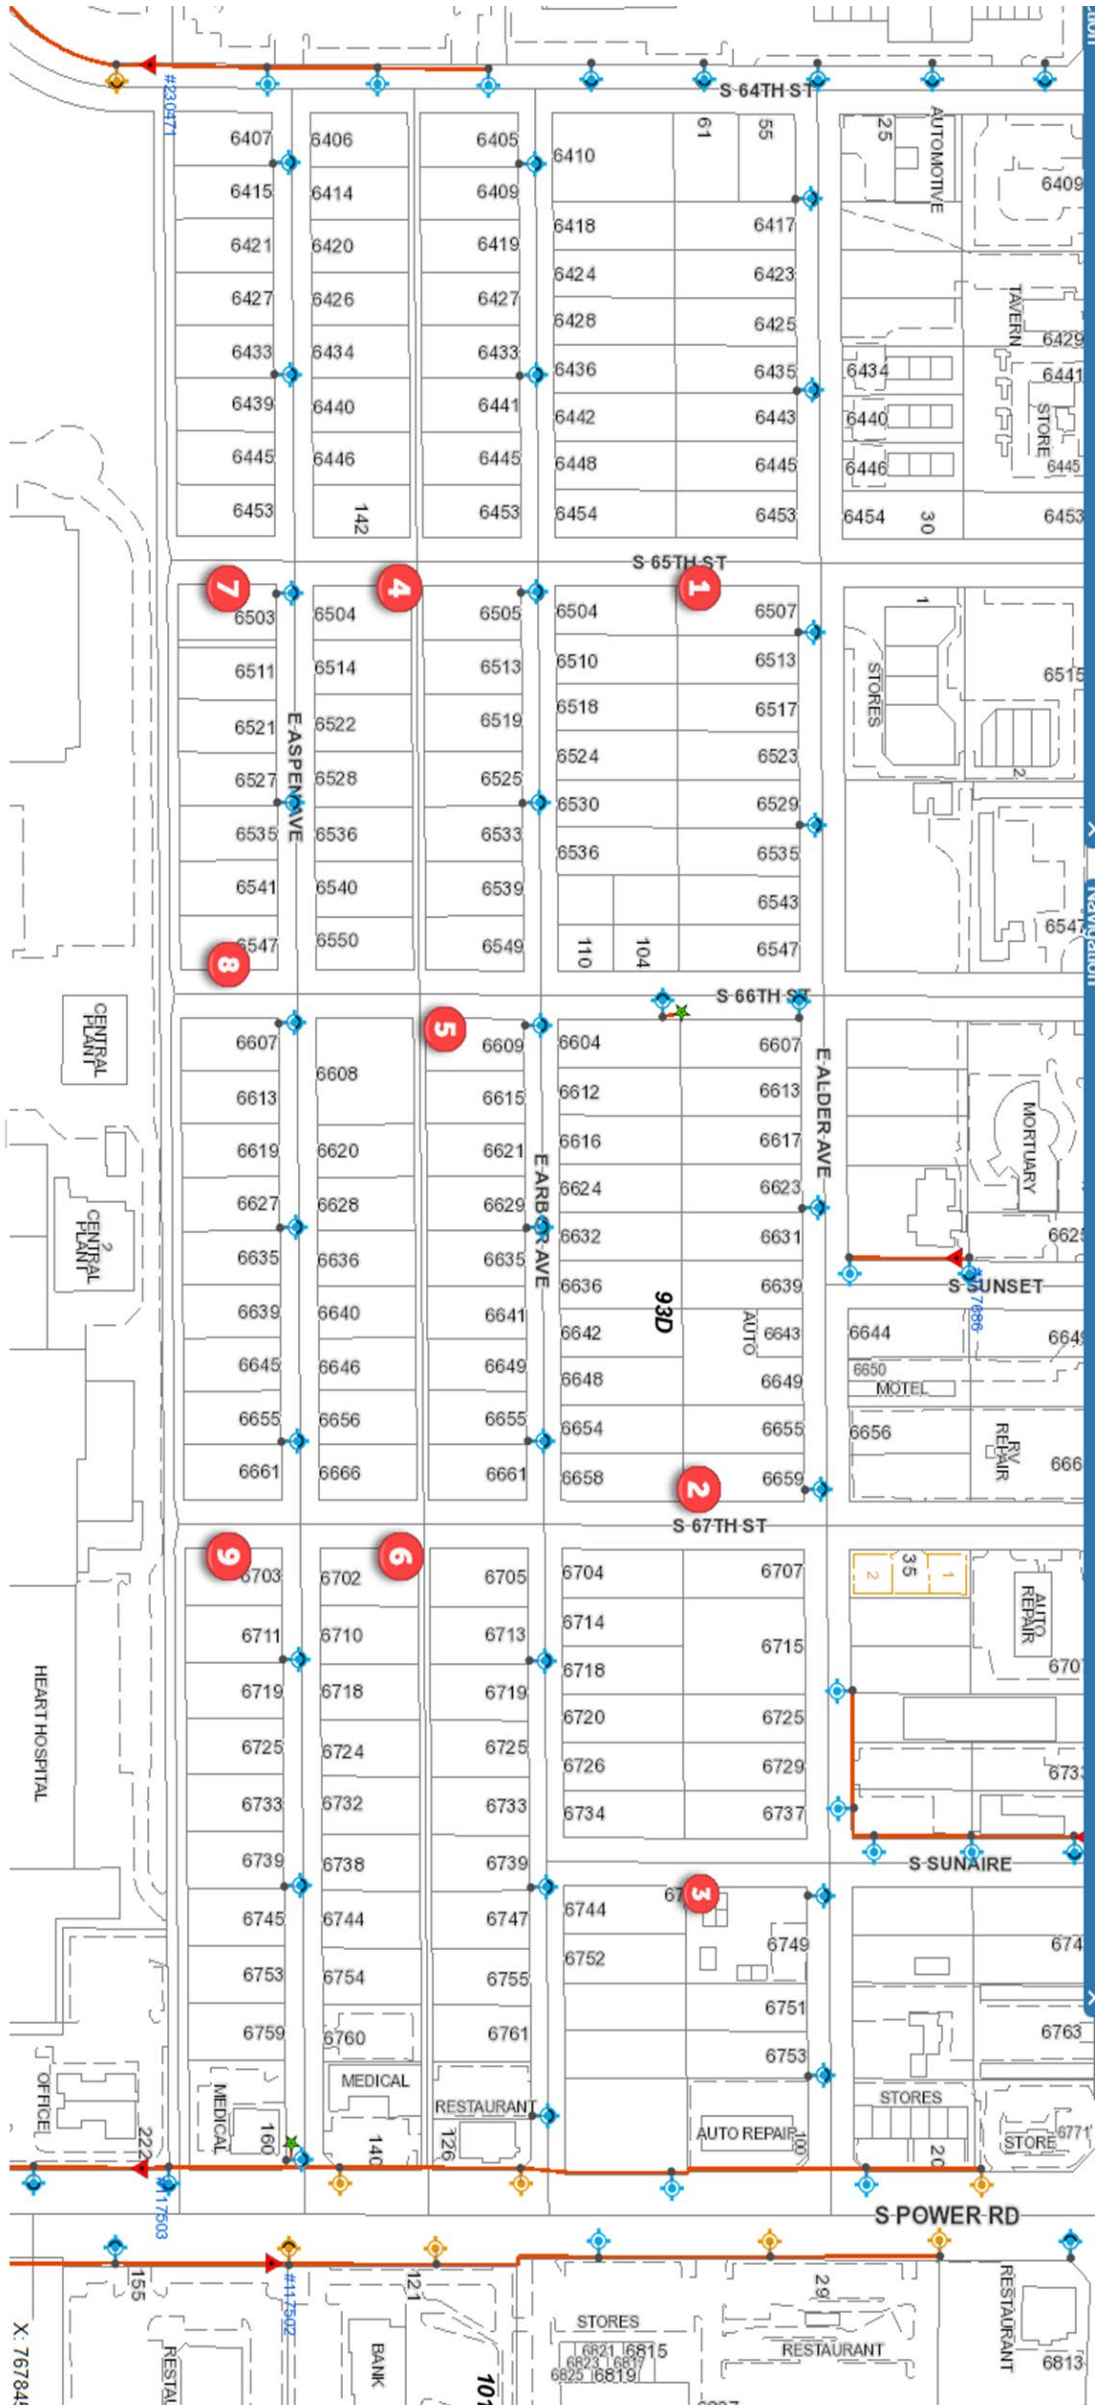 ction
S 64TH ST
#230471
6407 6406 6405 6410 61 55 25 AUTOMOTIVE
6415 6414 6409 6409
6421 6420 6419 6418 6417
6427 6426 6427 6424 6423
6433 6434 6433 6428 6425 TAVERN 6429
6439 6440 6441 6436 6435 6434 6441
6445 6446 6445 6442 6443 6440 STORE
6453 142 6453 6448 6445 6446 6445
6454 6453 6454 30 6453
S 65TH ST
7 4 1
6503 6504 6505 6504 6507 1
6511 6514 6513 6510 6513 STORES 6515
6521 6522 6519 6518 6517
E ASPEN AVE
6527 6528 6525 6524 6523 2
6535 6536 6533 6530 6529
6541 6540 6539 6536 6535
6547 6550 6549 110 104 6543 6547
6547
Navigation
X
8
S 66TH ST
CENTRAL PLANT
5
6607 6608 6609 6604 6607
E ALDER AVE
6613 6615 6612 6613 MORTUARY
6619 6620 6621 6616 6617
E ARBOR AVE
6627 6628 6629 6624 6623
CENTRAL PLANT 2
6635 6636 6635 6632 6631 6625
S SUNSET
6639 6640 6641 6636 6639
93D
6645 6646 6649 6642 AUTO 6643 6644
6655 6656 6655 6648 6649 6650 MOTEL
6661 6666 6661 6654 6655 6656 RV REPAIR
6658 6659
2
S 67TH ST
9 6
6703 6702 6705 6704 6707 2 35 1 AUTO REPAIR
6711 6710 6713 6714 6715
6719 6718 6719 6718
HEART HOSPITAL
6725 6724 6725 6720 6725
6733 6732 6733 6726 6729
6739 6738 6739 6734 6737
S SUNAIRE
3
6745 6744 6747 6744 6749
6753 6754 6755 6752 6751
6759 6760 6761 6753 6763
X
OFFICE MEDICAL MEDICAL RESTAURANT STORES
222 160 140 126 AUTO REPAIR 100 20 STORE 6771
#117503
S POWER RD
155 #117502 121 29 RESTAURANT
BANK STORES RESTAURANT
6821 6815
6823 6817
6825 6819
6813
101